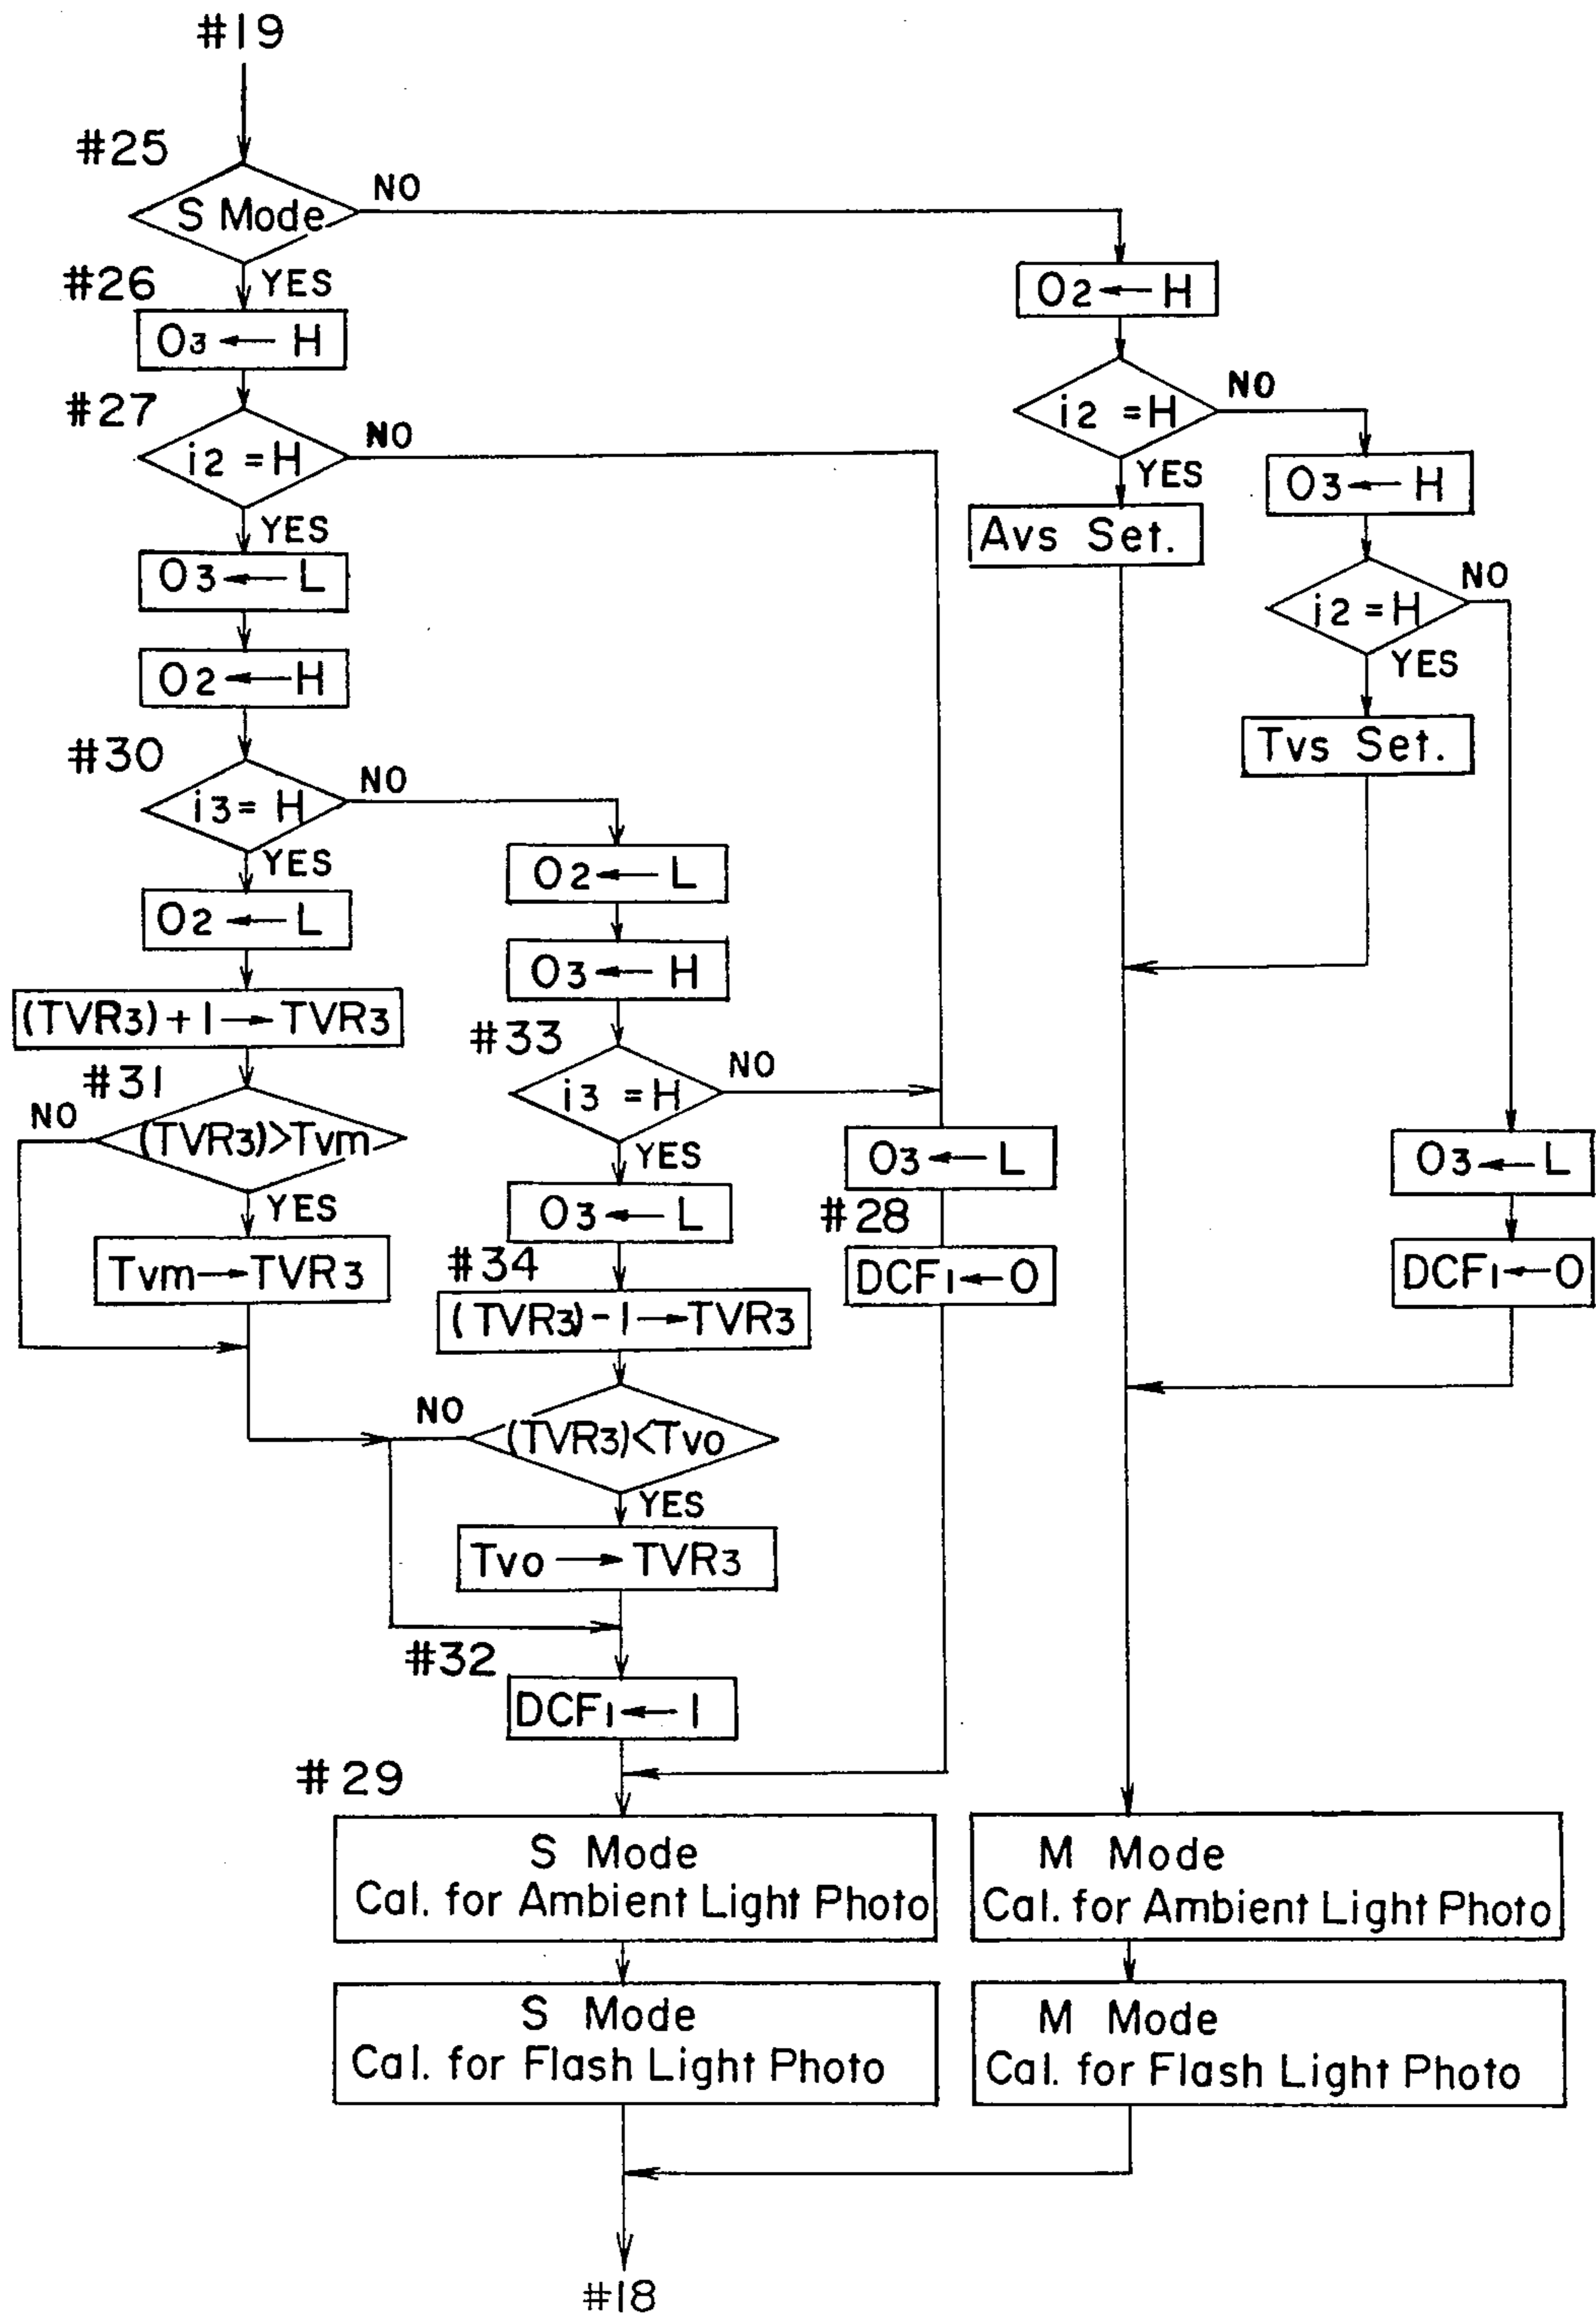 #19
#25
S Mode
NO
YES
#26
O3 ← H
#27
i2 = H
NO
YES
O3 ← L
O2 ← H
#30
i3 = H
NO
YES
O2 ← L
(TVR3) + 1 → TVR3
#31
NO
(TVR3) > Tvm
YES
Tvm → TVR3
O2 ← L
O3 ← H
#33
i3 = H
NO
YES
O3 ← L
#34
(TVR3) - 1 → TVR3
NO
(TVR3) < Tvo
YES
Tvo → TVR3
#32
DCF1 ← 1
O3 ← L
#28
DCF1 ← 0
#29
S Mode
Cal. for Ambient Light Photo
S Mode
Cal. for Flash Light Photo
O2 ← H
i2 = H
NO
YES
Avs Set.
O3 ← H
i2 = H
NO
YES
Tvs Set.
O3 ← L
DCF1 ← 0
M Mode
Cal. for Ambient Light Photo
M Mode
Cal. for Flash Light Photo
#18